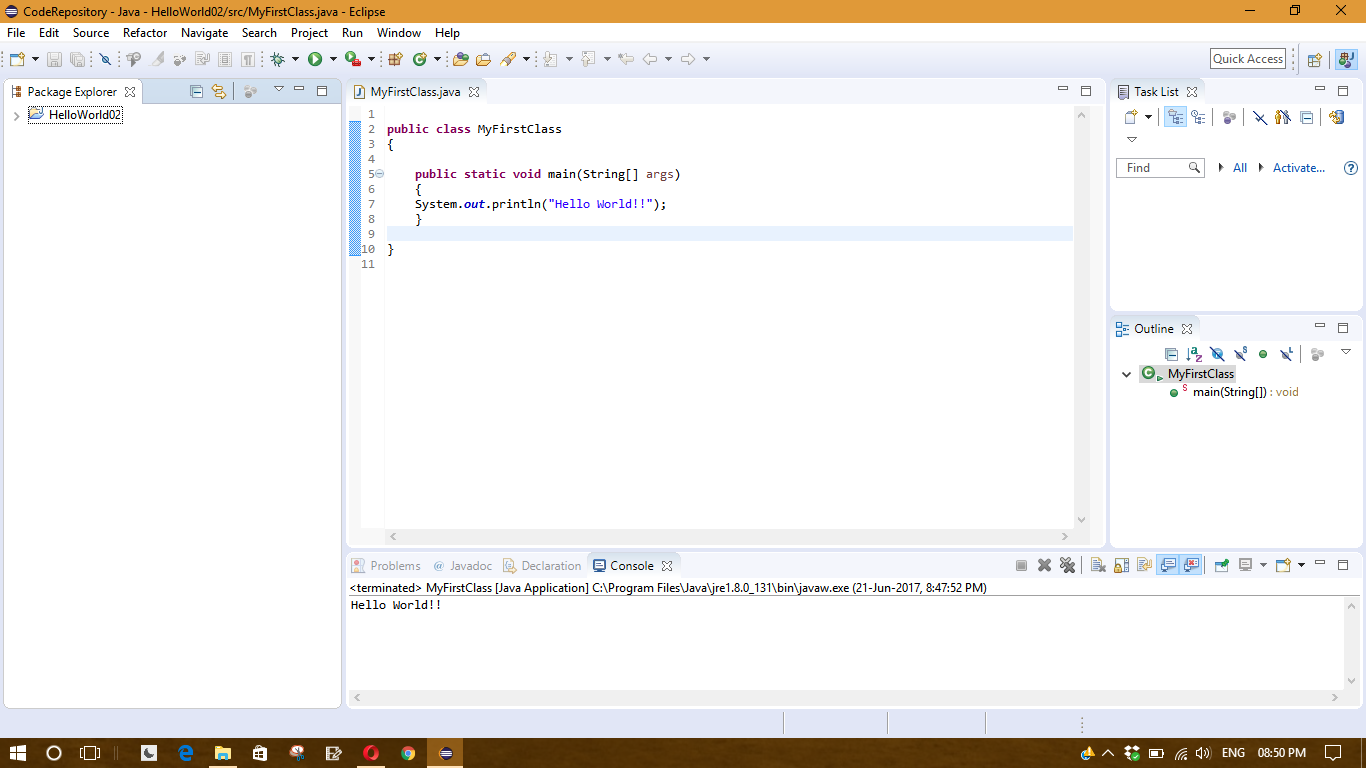 CodeRepository - Java - HelloWorld02/src/MyFirstClass.java - Eclipse
File Edit Source Refactor Navigate Search Project Run Window Help
Quick Access
Package Explorer
HelloWorld02
MyFirstClass.java
1
2 public class MyFirstClass
3 {
4
5 public static void main(String[] args)
6 {
7 System.out.println("Hello World!!");
8 }
9
10 }
11
Task List
Find All Activate...
Outline
MyFirstClass
main(String[]) : void
Problems @ Javadoc Declaration Console
<terminated> MyFirstClass [Java Application] C:\Program Files\Java\jre1.8.0_131\bin\javaw.exe (21-Jun-2017, 8:47:52 PM)
Hello World!!
ENG 08:50 PM